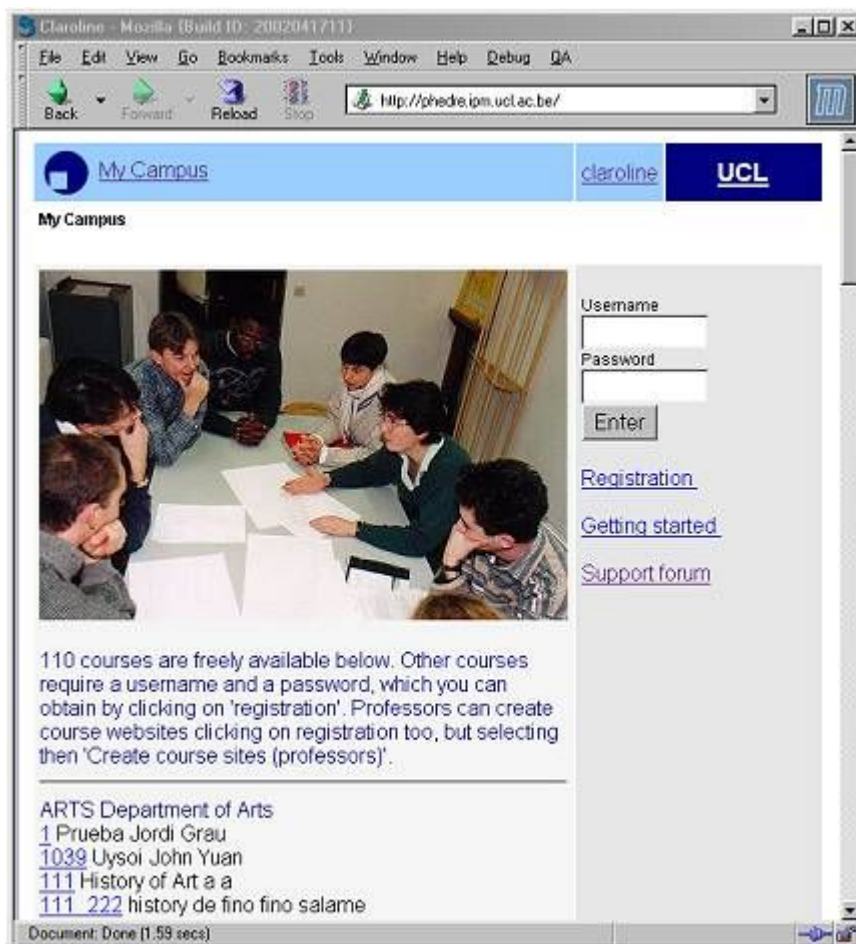 Claroline - Mozilla {Build ID: 2002041711}
File Edit View Go Bookmarks Tools Window Help Debug QA
Back Forward Reload Stop http://phedre.ipm.ucl.ac.be/
My Campus claroline UCL
My Campus
Username
Password
Enter
Registration
Getting started
Support forum
110 courses are freely available below. Other courses
require a username and a password, which you can
obtain by clicking on 'registration'. Professors can create
course websites clicking on registration too, but selecting
then 'Create course sites (professors)'.
ARTS Department of Arts
1 Prueba Jordi Grau
1039 Uysoi John Yuan
111 History of Art a a
111_222 history de fino fino salame
Document: Done (1.59 secs)